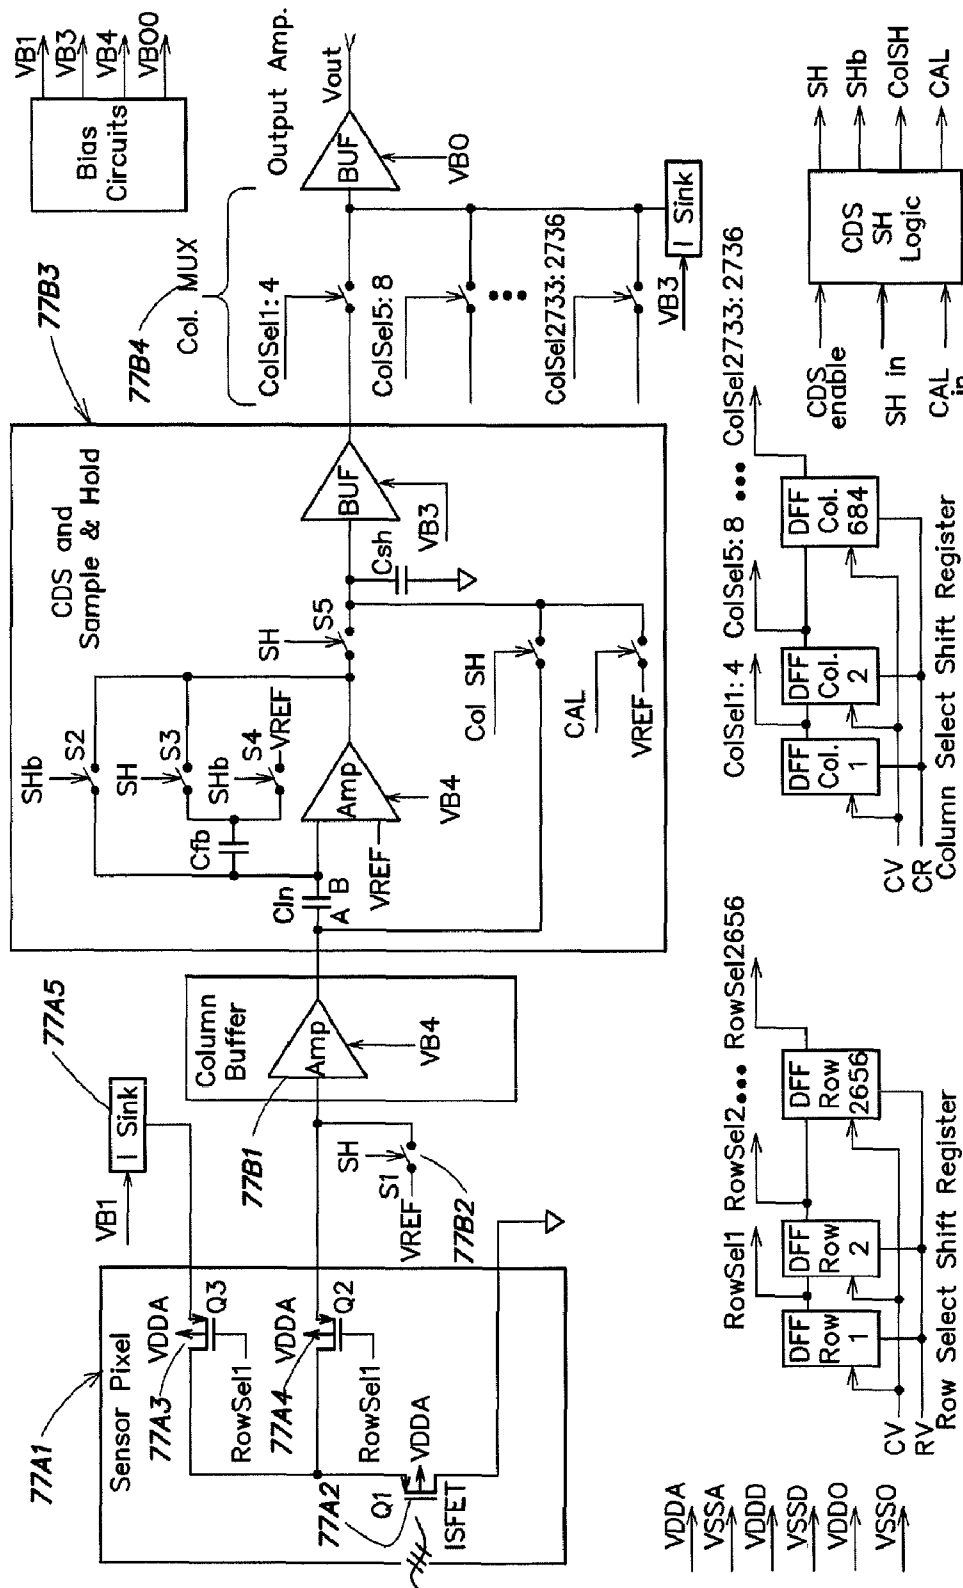 77A1
Sensor Pixel
77A3
VDDA
Q3
RowSel1
77A4
VDDA
Q2
RowSel1
77A2
Q1
VDDA
ISFET
VB1
I Sink
77A5
77B1
Column
Buffer
Amp
VB4
SH
S1
VREF
77B2
77B3
CDS and
Sample & Hold
SHb
S2
SH
S3
SHb
S4
VREF
Cfb
CIn
A
B
Amp
VREF
VB4
SH
S5
Csh
BUF
VB3
Col SH
CAL
VREF
77B4
Col. MUX
ColSel1:4
ColSel5:8
ColSel2733:2736
VB3
I Sink
Output Amp.
BUF
Vout
VB0
Bias
Circuits
VB1
VB3
VB4
VBO0
VDDA
VSSA
VDDD
VSSD
VDDO
VSSO
RowSel1
RowSel2
RowSel2656
DFF
Row
1
DFF
Row
2
DFF
Row
2656
CV
RV
Row Select Shift Register
ColSel1:4
ColSel5:8
ColSel2733:2736
DFF
Col.
1
DFF
Col.
2
DFF
Col.
684
CV
CR
Column Select Shift Register
CDS
enable
SH in
CAL
in
CDS
SH
Logic
SH
SHb
ColSH
CAL